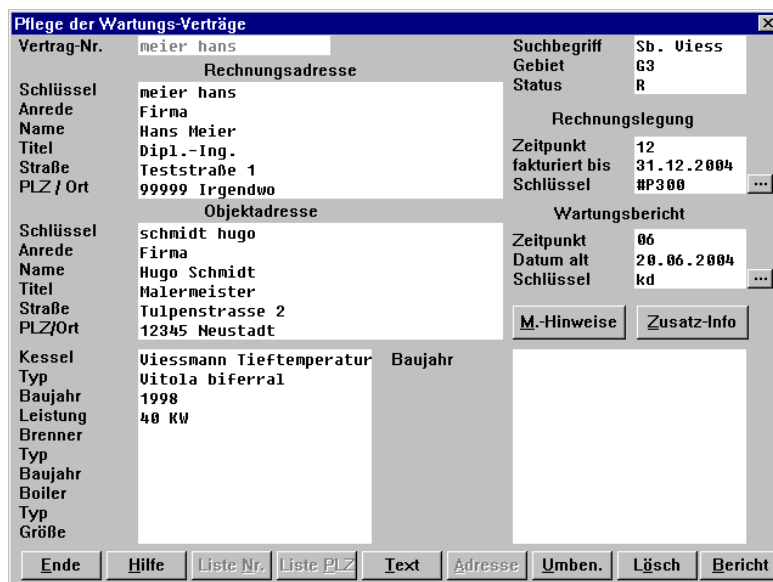 Pflege der Wartungs-Verträge
Vertrag-Nr. meier hans
Suchbegriff Sb. Viess
Gebiet G3
Status R
Rechnungsadresse
Schlüssel meier hans
Anrede Firma
Name Hans Meier
Titel Dipl.-Ing.
Straße Teststraße 1
PLZ / Ort 99999 Irgendwo
Rechnungslegung
Zeitpunkt 12
fakturiert bis 31.12.2004
Schlüssel #P300 ...
Objektadresse
Schlüssel schmidt hugo
Anrede Firma
Name Hugo Schmidt
Titel Malermeister
Straße Tulpenstrasse 2
PLZ/Ort 12345 Neustadt
Wartungsbericht
Zeitpunkt 06
Datum alt 20.06.2004
Schlüssel kd ...
M.-Hinweise Zusatz-Info
Kessel Viessmann Tieftemperatur
Typ Vitola biferral
Baujahr 1998
Leistung 40 KW
Brenner
Typ
Baujahr
Boiler
Typ
Größe
Baujahr
Ende Hilfe Liste Nr. Liste PLZ Text Adresse Umben. Lösch Bericht